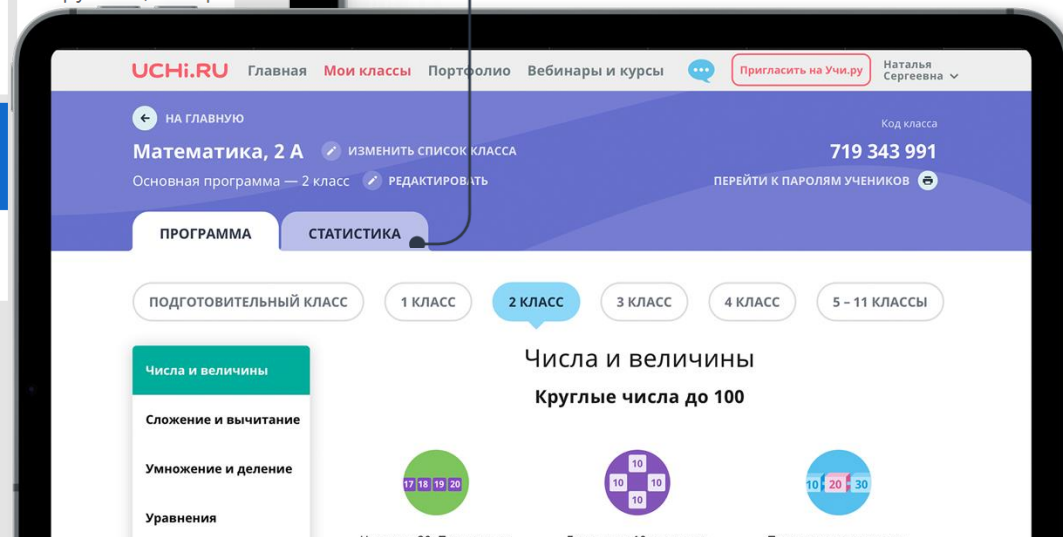 UCHi.RU Главная Мои классы Портфолио Вебинары и курсы Пригласить на Учи.ру Наталья Сергеевна
НА ГЛАВНУЮ
Код класса
Математика, 2 А ИЗМЕНИТЬ СПИСОК КЛАССА
719 343 991
Основная программа — 2 класс РЕДАКТИРОВАТЬ
ПЕРЕЙТИ К ПАРОЛЯМ УЧЕНИКОВ
ПРОГРАММА СТАТИСТИКА
ПОДГОТОВИТЕЛЬНЫЙ КЛАСС 1 КЛАСС 2 КЛАСС 3 КЛАСС 4 КЛАСС 5 – 11 КЛАССЫ
Числа и величины
Сложение и вычитание
Умножение и деление
Уравнения
Числа и величины
Круглые числа до 100
17 18 19 20
10
10 10
10
10 20 30